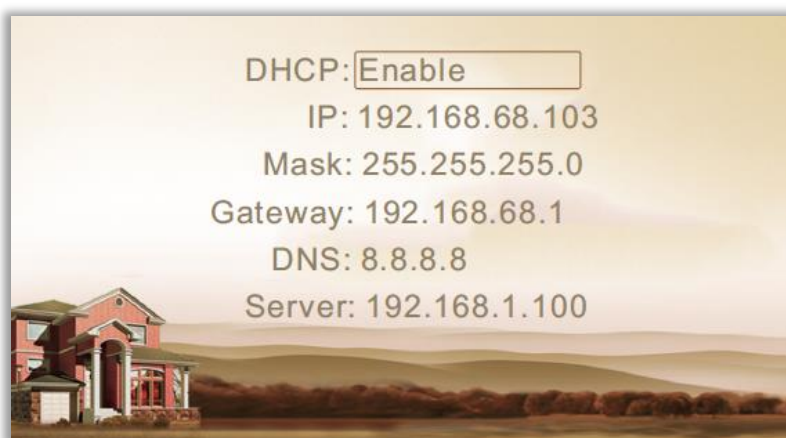 DHCP: Enable
IP: 192.168.68.103
Mask: 255.255.255.0
Gateway: 192.168.68.1
DNS: 8.8.8.8
Server: 192.168.1.100